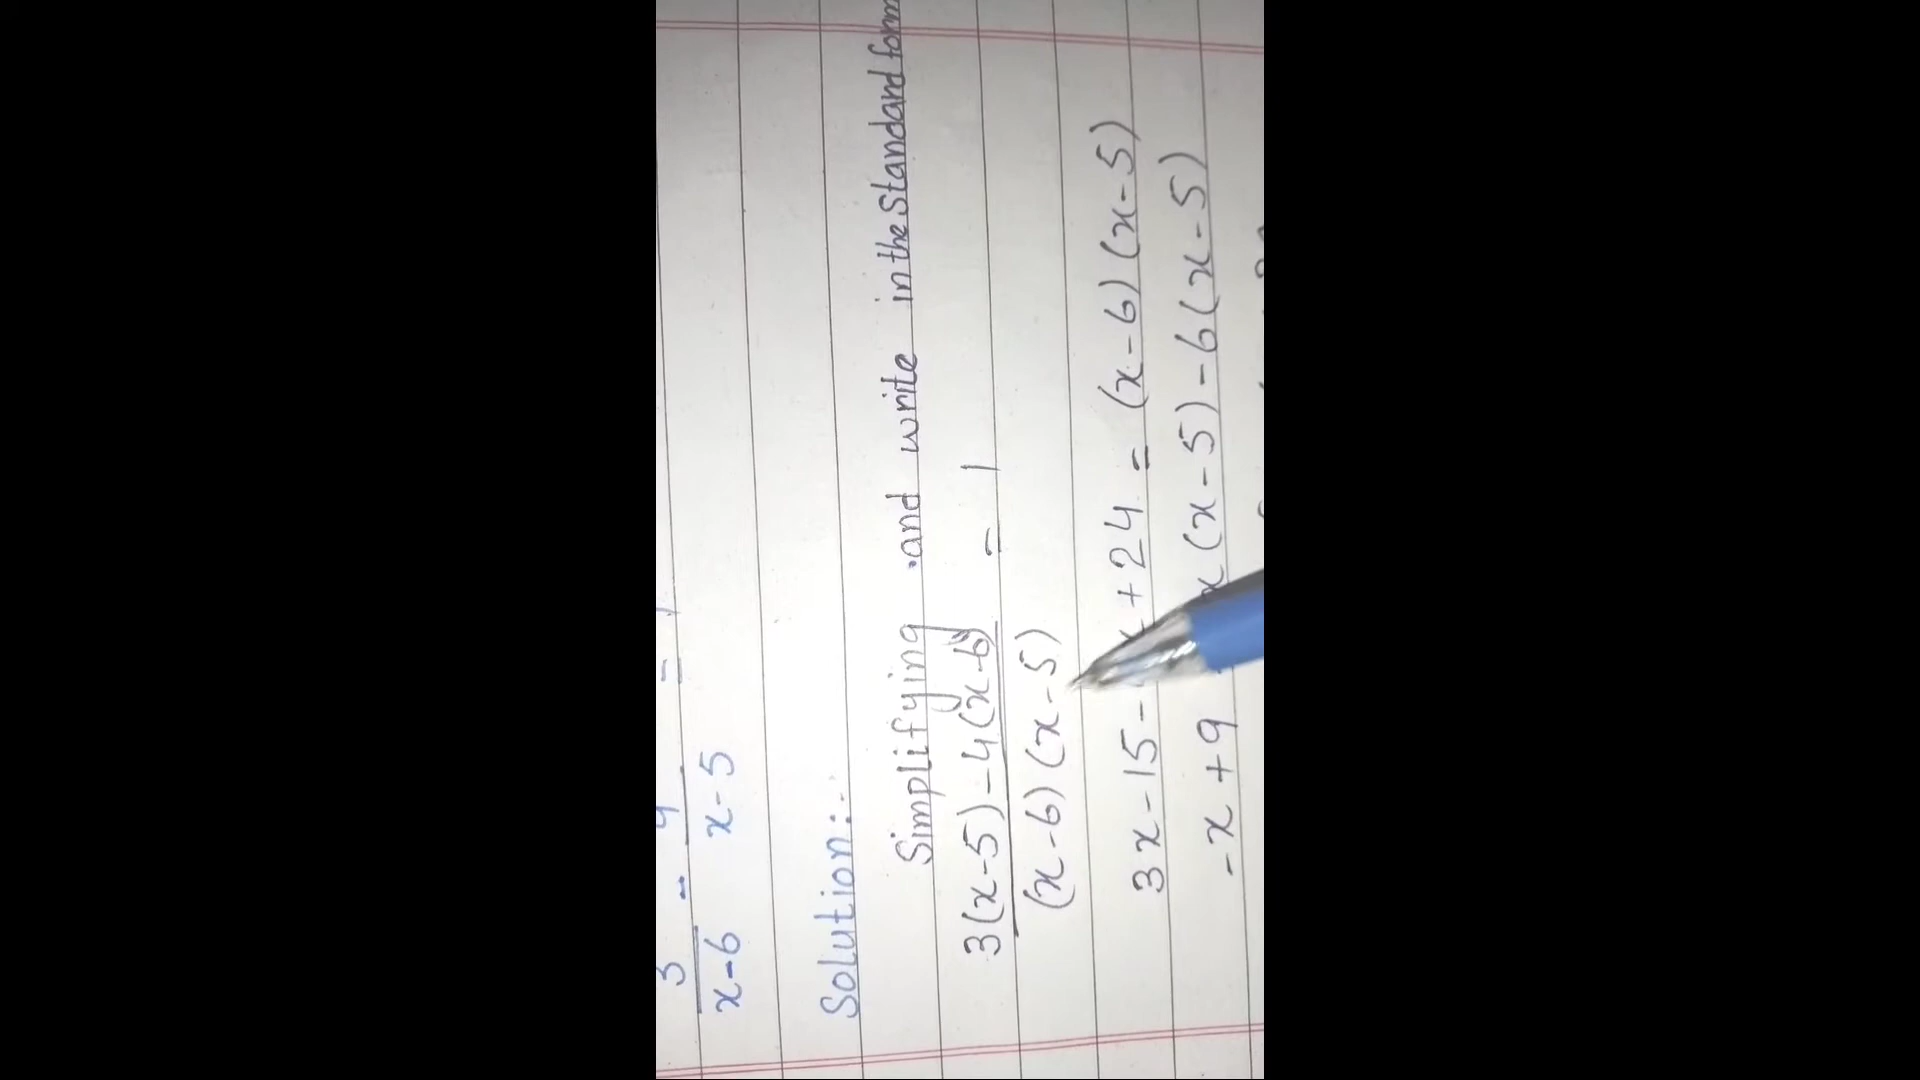 3/(x-6) - 4/(x-5) =
Solution:-
Simplifying and write in the Standard form
3(x-5)-4(x-6)/(x-6)(x-5) = 1
3x-15- x+24 = (x-6)(x-5)
-x+9 x(x-5)-6(x-5)